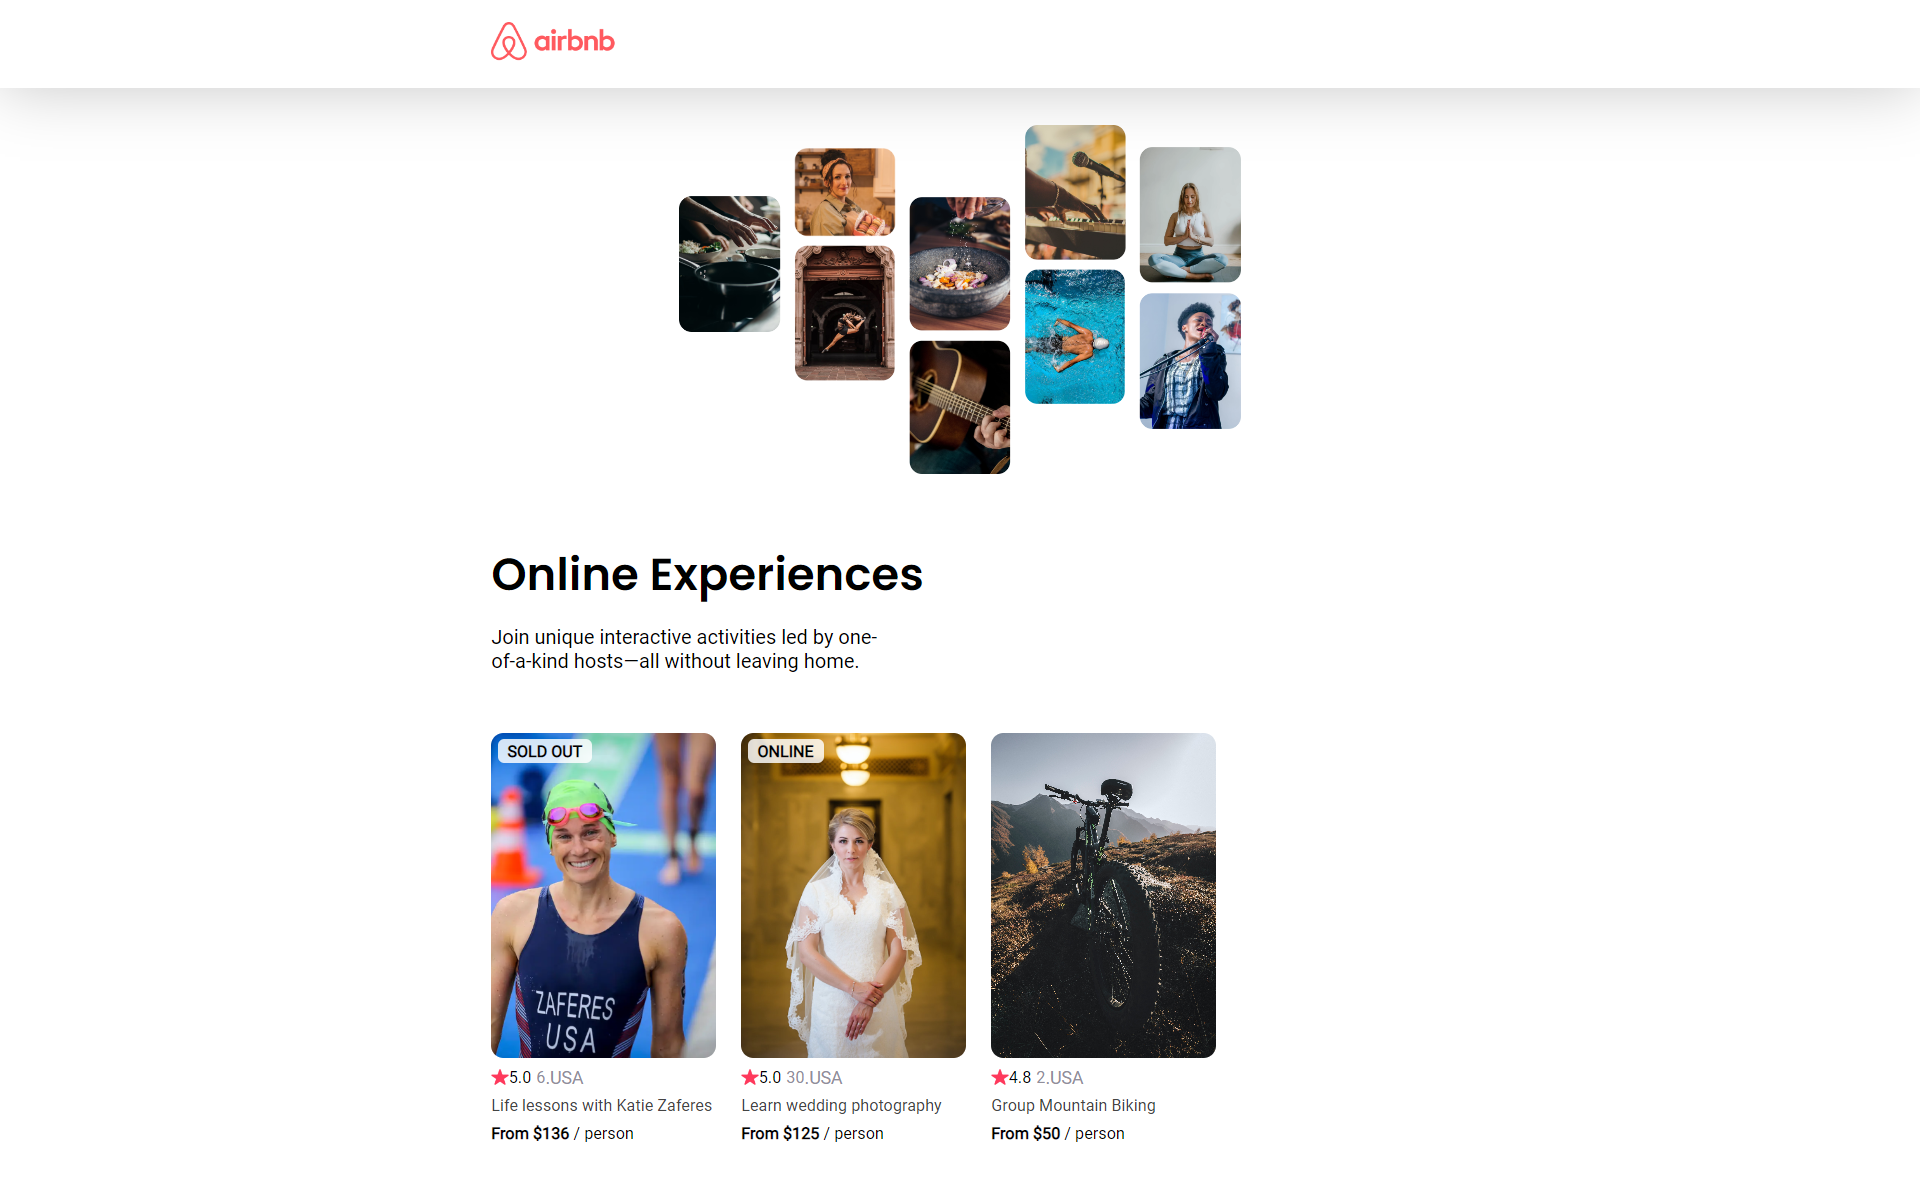 airbnb
Online Experiences
Join unique interactive activities led by one-
of-a-kind hosts—all without leaving home.
SOLD OUT
ZAFERES
USA
5.0 6.USA
Life lessons with Katie Zaferes
From $136 / person
ONLINE
5.0 30.USA
Learn wedding photography
From $125 / person
4.8 2.USA
Group Mountain Biking
From $50 / person